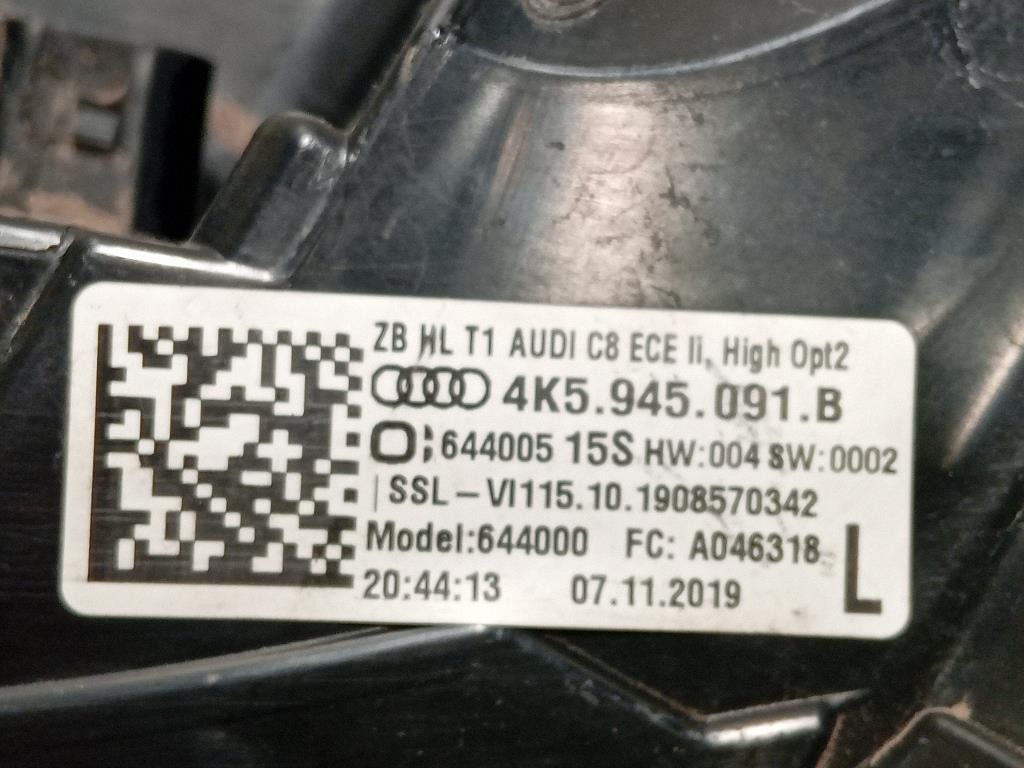 ZB HL T1 AUDI C8 ECE li, High Opt2
4K5.945.091.B
644005 15S HW:004 SW:0002
SSL-VI115.10.1908570342
Model:644000 FC: A046318
20:44:13 07.11.2019
L